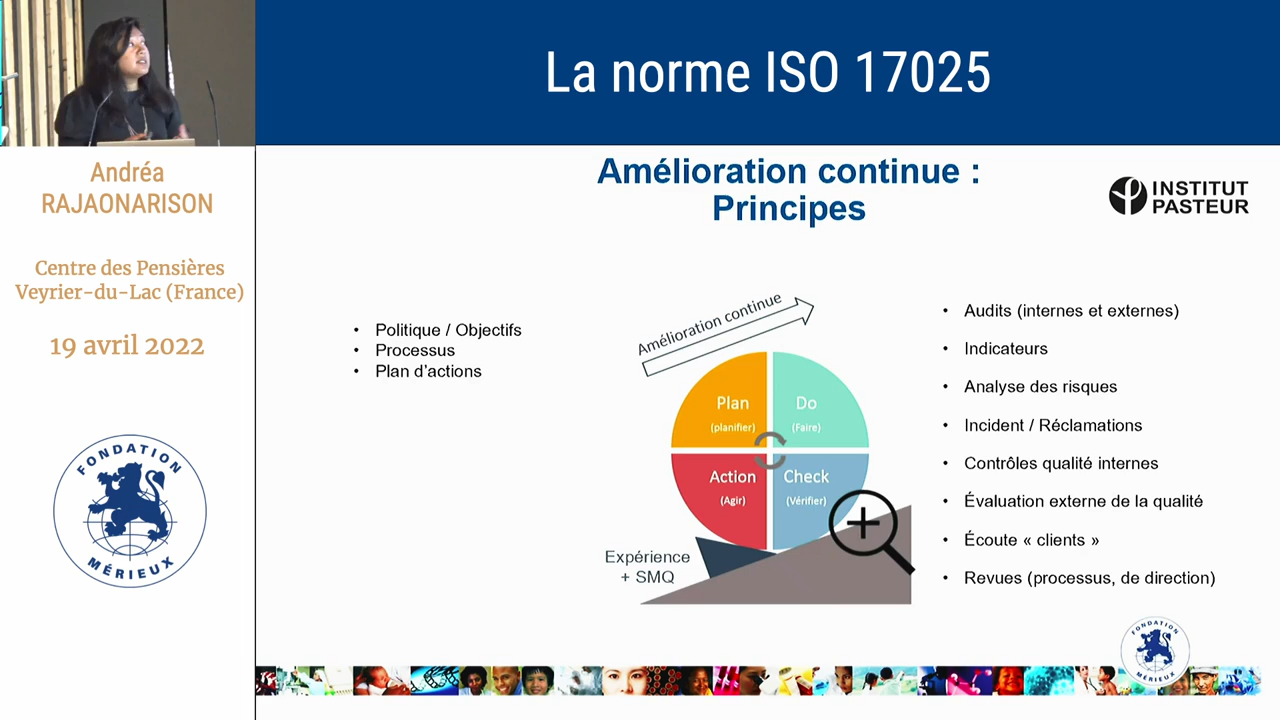 La norme ISO 17025
Andréa
RAJAONARISON
Centre des Pensières
Veyrier-du-Lac (France)
19 avril 2022
FONDATION
MÉRIEUX
Amélioration continue :
Principes
INSTITUT
PASTEUR
• Politique / Objectifs
• Processus
• Plan d'actions
Amélioration continue
Plan
(planifier)
Do
(Faire)
Action
(Agir)
Check
(Vérifier)
Expérience
+ SMQ
• Audits (internes et externes)
• Indicateurs
• Analyse des risques
• Incident / Réclamations
• Contrôles qualité internes
• Évaluation externe de la qualité
• Écoute « clients »
• Revues (processus, de direction)
FONDATION
MÉRIEUX